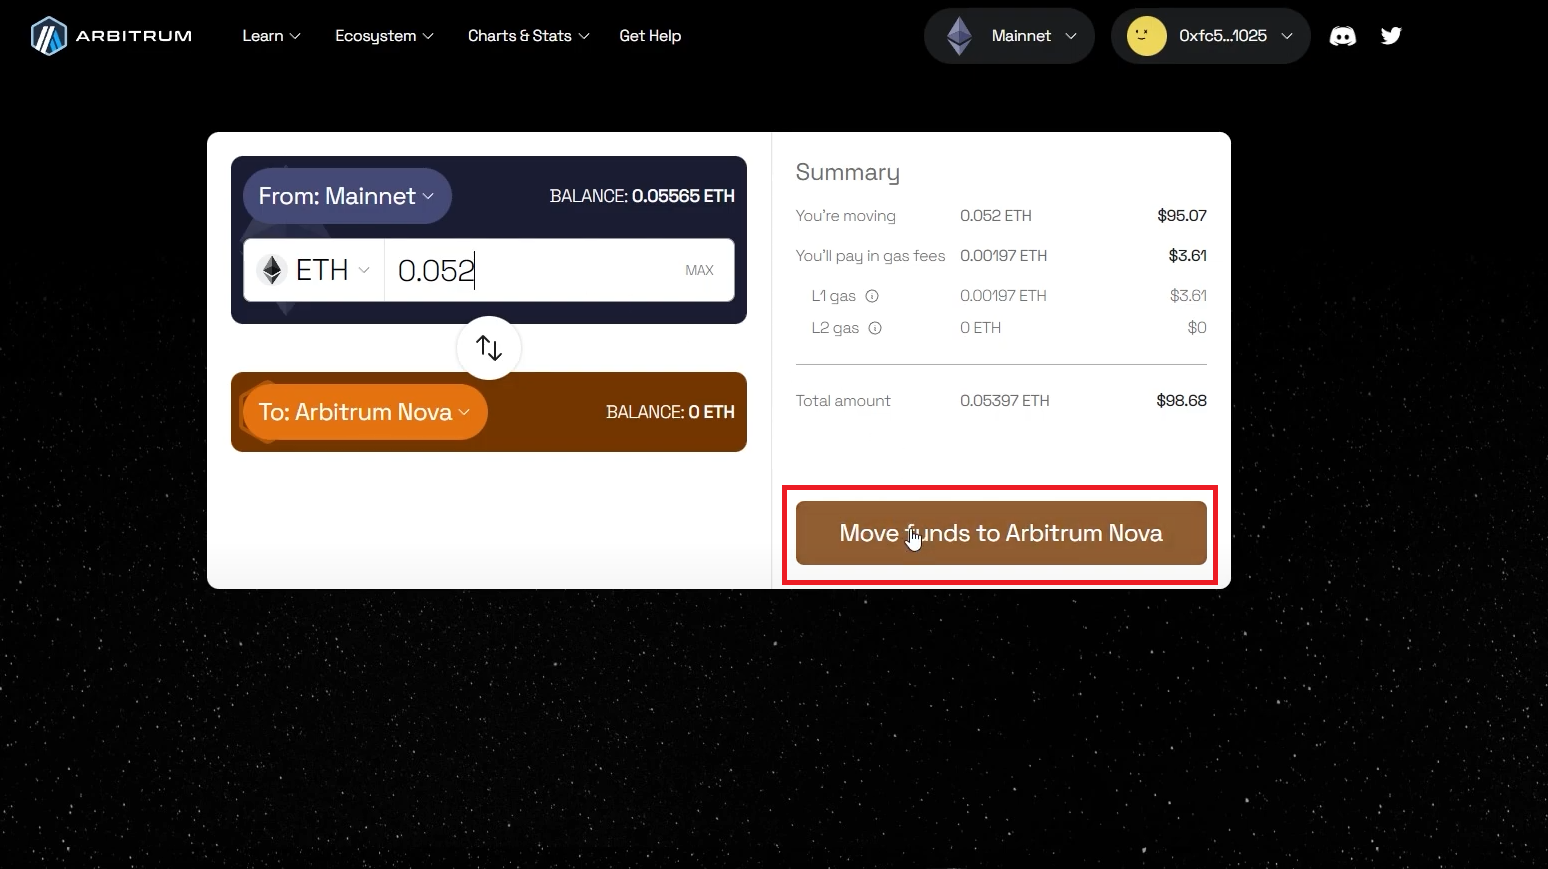 ARBITRUM Learn Ecosystem Charts & Stats Get Help Mainnet 0xfc5...1025
From: Mainnet BALANCE: 0.05565 ETH
ETH 0.052 MAX
To: Arbitrum Nova BALANCE: 0 ETH
Summary
You're moving 0.052 ETH $95.07
You'll pay in gas fees 0.00197 ETH $3.61
L1 gas 0.00197 ETH $3.61
L2 gas 0 ETH $0
Total amount 0.05397 ETH $98.68
Move funds to Arbitrum Nova